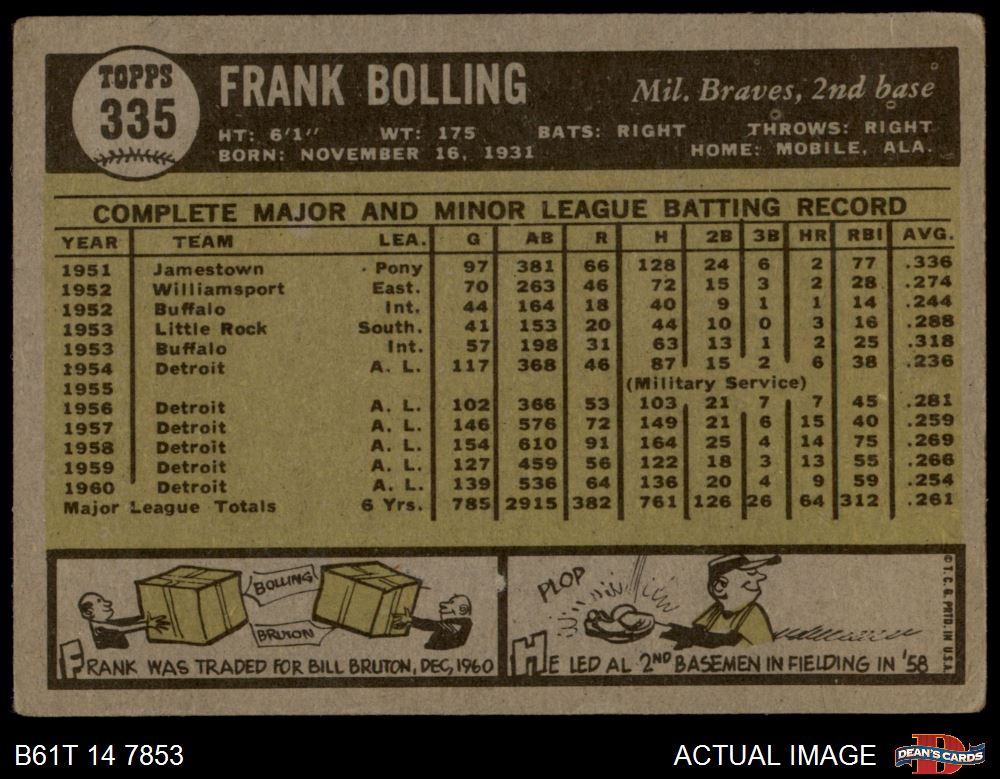 TOPPS
335
FRANK BOLLING
Mil. Braves, 2nd base
HT: 6'1" WT: 175 BATS: RIGHT THROWS: RIGHT
BORN: NOVEMBER 16, 1931 HOME: MOBILE, ALA.
COMPLETE MAJOR AND MINOR LEAGUE BATTING RECORD
YEAR TEAM LEA. G AB R H 2B 3B HR RBI AVG.
1951 Jamestown Pony 97 381 66 128 24 6 2 77 .336
1952 Williamsport East. 70 263 46 72 15 3 2 28 .274
1952 Buffalo Int. 44 164 18 40 9 1 1 14 .244
1953 Little Rock South. 41 153 20 44 10 0 3 16 .288
1953 Buffalo Int. 57 198 31 63 13 1 2 25 .318
1954 Detroit A. L. 117 368 46 87 15 2 6 38 .236
1955 (Military Service)
1956 Detroit A. L. 102 366 53 103 21 7 7 45 .281
1957 Detroit A. L. 146 576 72 149 21 6 15 40 .259
1958 Detroit A. L. 154 610 91 164 25 4 14 75 .269
1959 Detroit A. L. 127 459 56 122 18 3 13 55 .266
1960 Detroit A. L. 139 536 64 136 20 4 9 59 .254
Major League Totals 6 Yrs. 785 2915 382 761 126 26 64 312 .261
BOLLING
BRUTON
FRANK WAS TRADED FOR BILL BRUTON, DEC, 1960
PLOP
HE LED AL 2ND BASEMEN IN FIELDING IN '58
© T. C. G. PRTD. IN U.S.A.
B61T 14 7853
ACTUAL IMAGE
DEAN'S CARDS